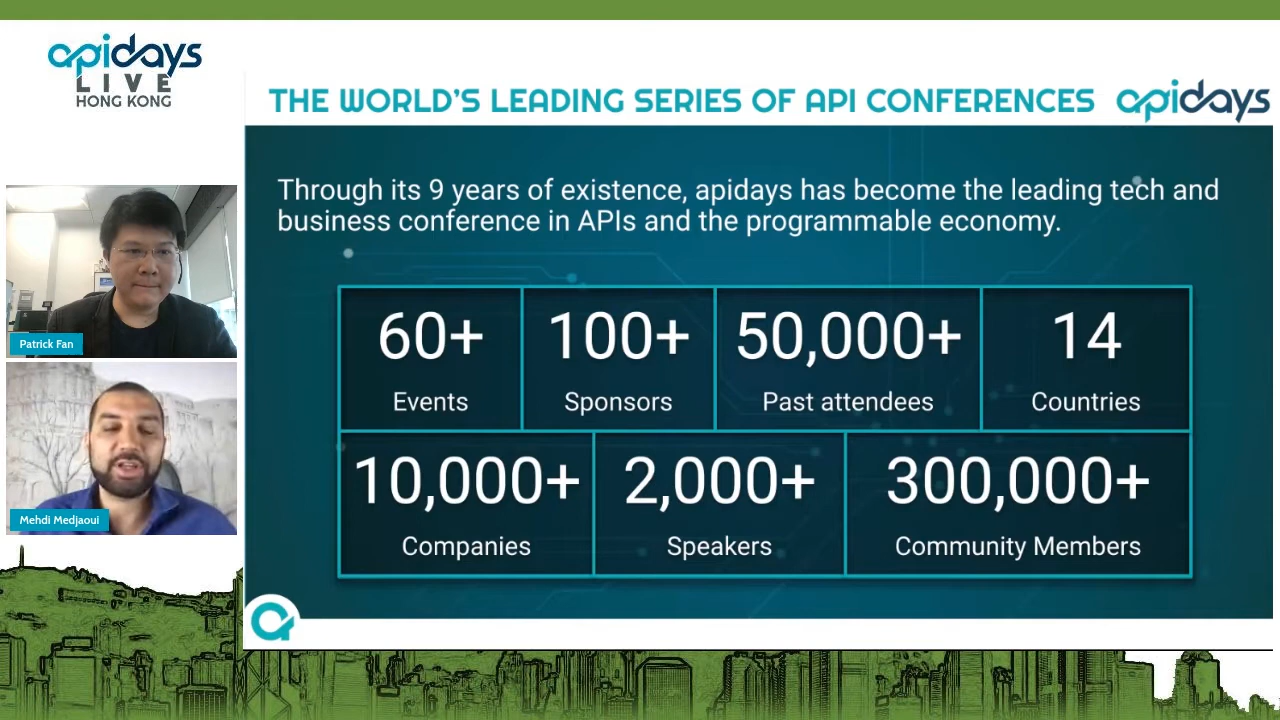 apidays
LIVE
HONG KONG
THE WORLD'S LEADING SERIES OF API CONFERENCES
apidays
Through its 9 years of existence, apidays has become the leading tech and
business conference in APIs and the programmable economy.
60+
Events
100+
Sponsors
50,000+
Past attendees
14
Countries
10,000+
Companies
2,000+
Speakers
300,000+
Community Members
Patrick Fan
Mehdi Medjaoui